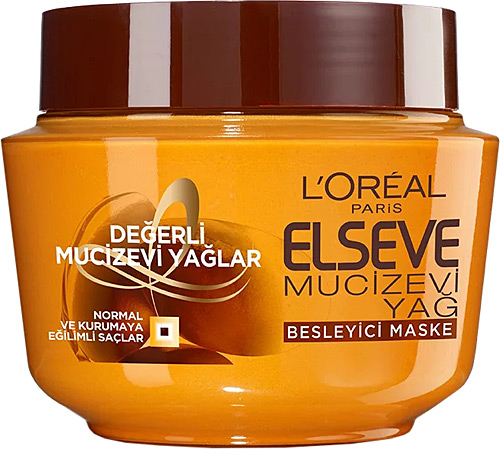 L'ORÉAL
PARIS
ELSEVE
MUCİZEVİ
YAĞ
BESLEYİCİ MASKE
DEĞERLİ
MUCİZEVİ YAĞLAR
NORMAL
VE KURUMAYA
EĞİLİMLİ SAÇLAR